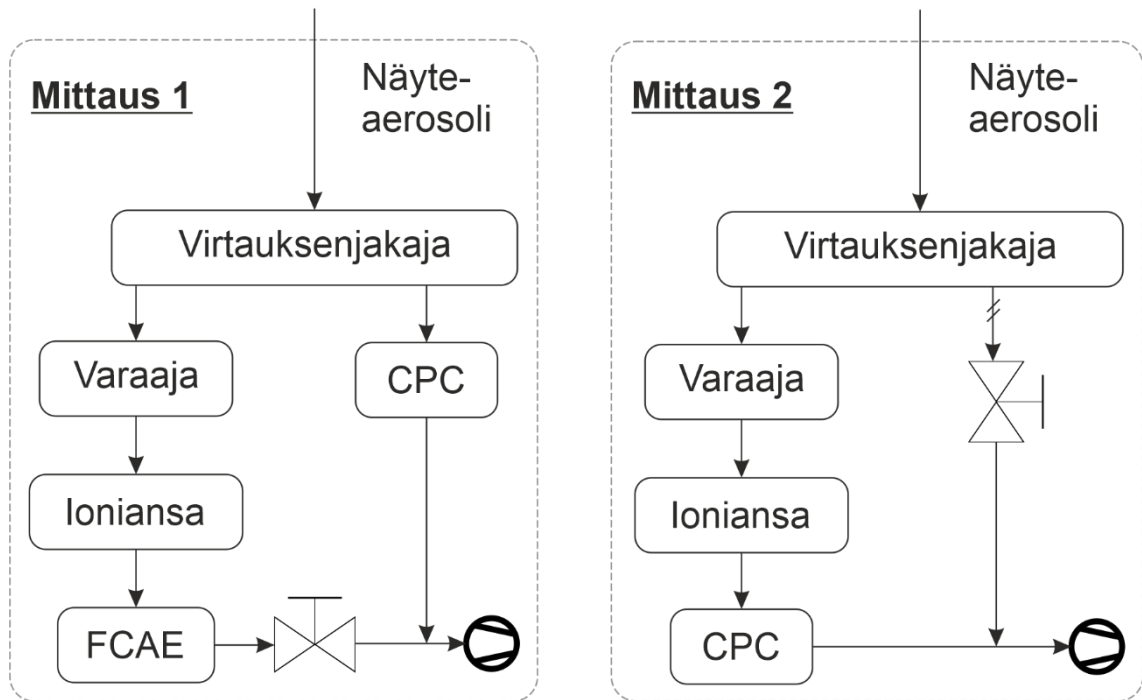 Mittaus 1
Näyte-
aerosoli
Virtauksenjakaja
Varaaja
CPC
Ioniansa
FCAE
Mittaus 2
Näyte-
aerosoli
Virtauksenjakaja
Varaaja
Ioniansa
CPC